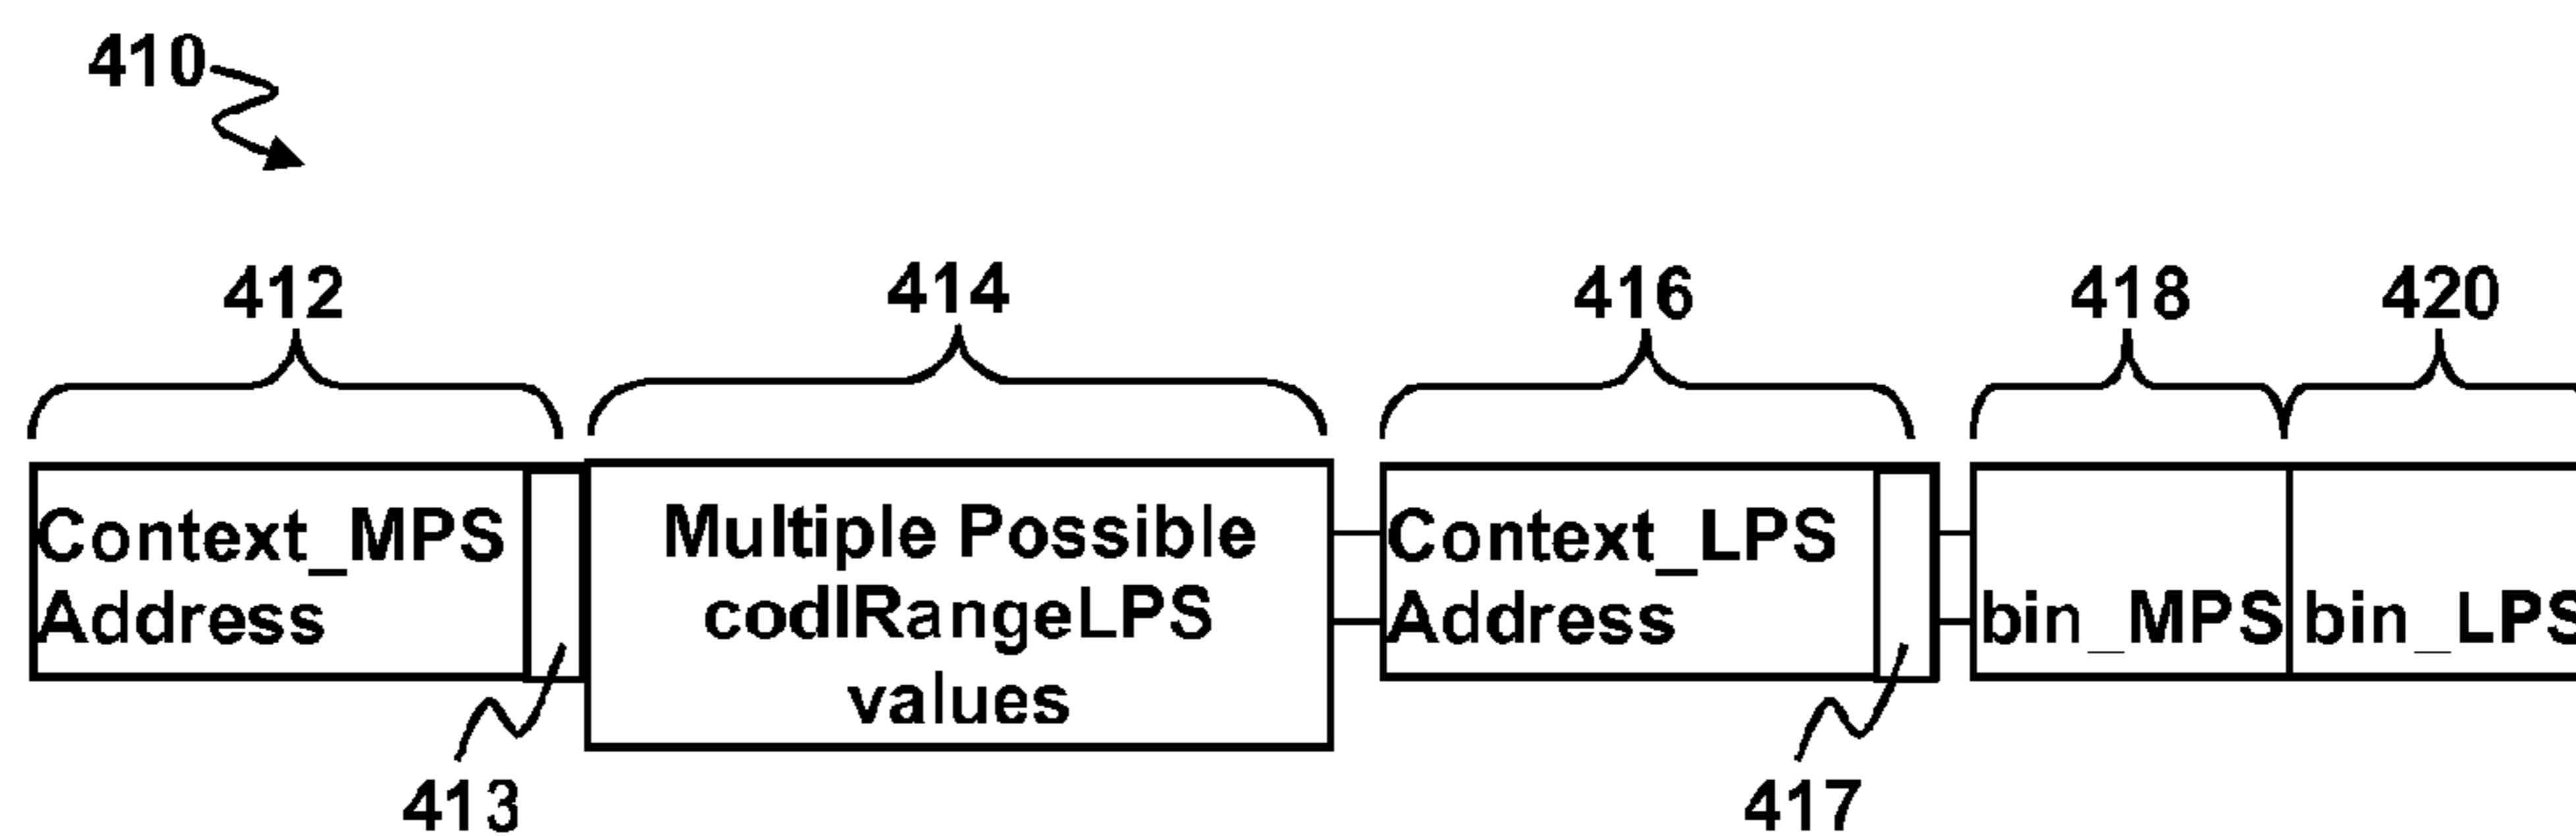 410
412 414 416 418 420
Context_MPS Address
Multiple Possible codIRangeLPS values
Context_LPS Address
bin_MPS bin_LPS
413 417